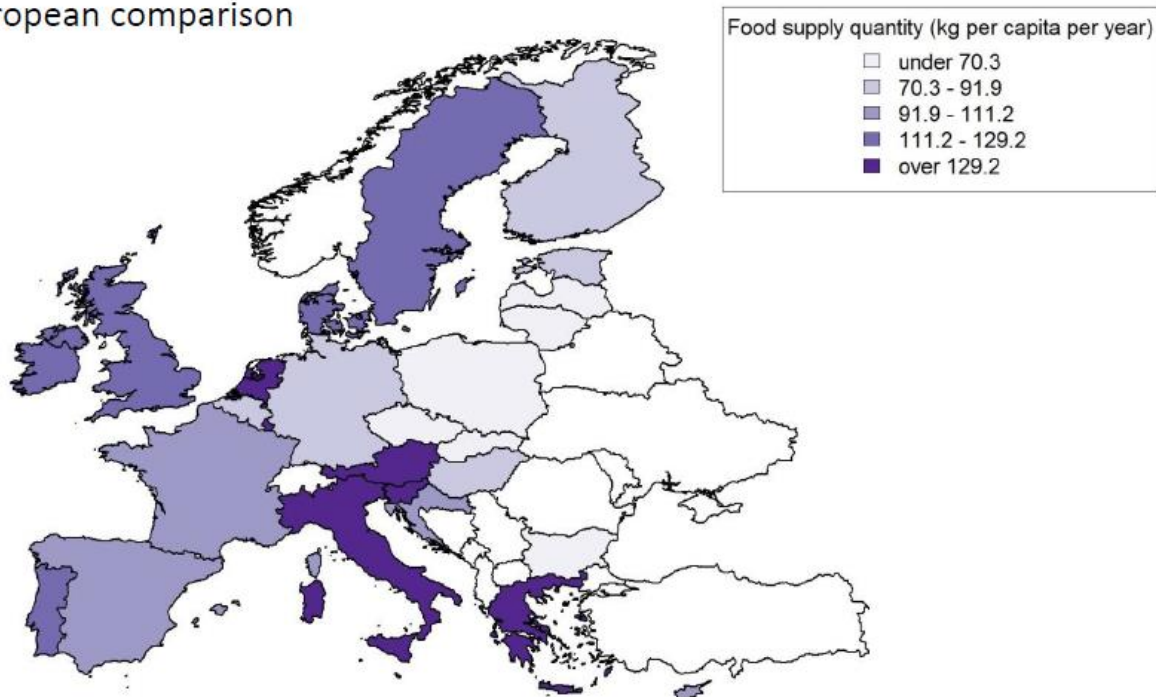 ropean comparison
Food supply quantity (kg per capita per year)
under 70.3
70.3 - 91.9
91.9 - 111.2
111.2 - 129.2
over 129.2